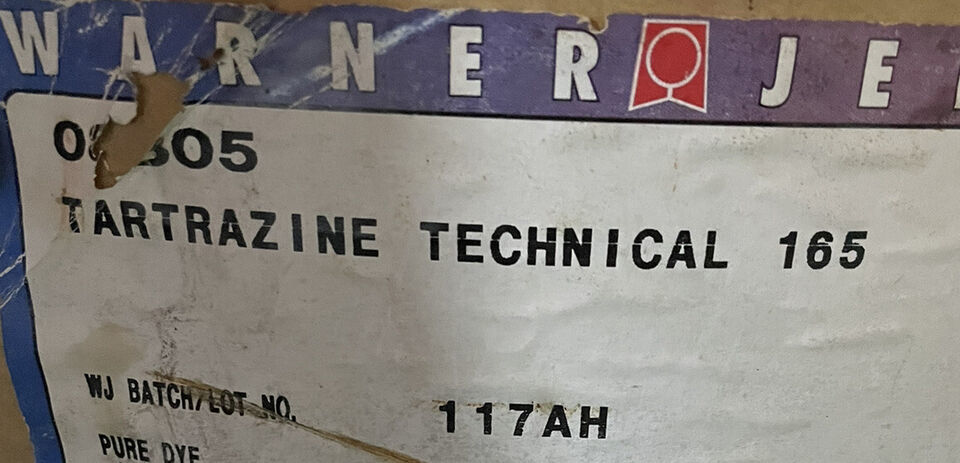 WARNER JE
TARTRAZINE TECHNICAL 165
WJ BATCH/LOT NO. 117AH
PURE DYE